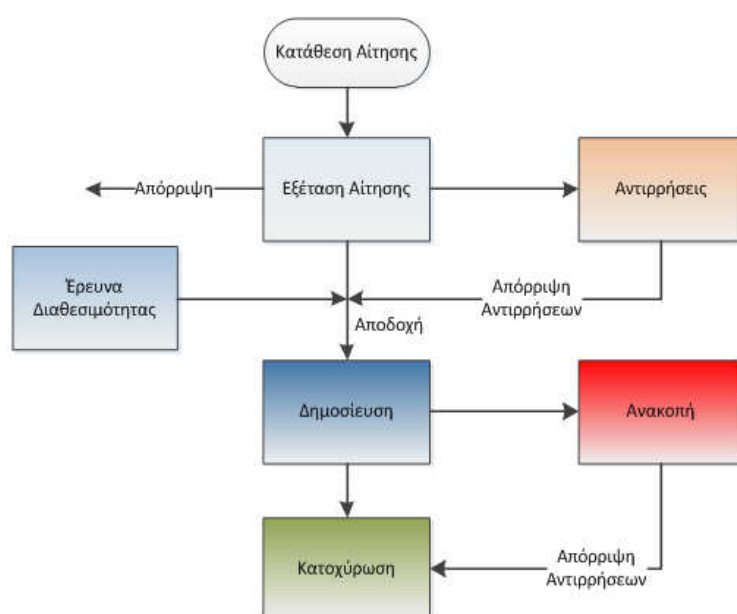 Κατάθεση Αίτησης
Απόρριψη
Εξέταση Αίτησης
Αντιρρήσεις
Έρευνα
Διαθεσιμότητας
Απόρριψη
Αντιρρήσεων
Αποδοχή
Δημοσίευση
Ανακοπή
Κατοχύρωση
Απόρριψη
Αντιρρήσεων